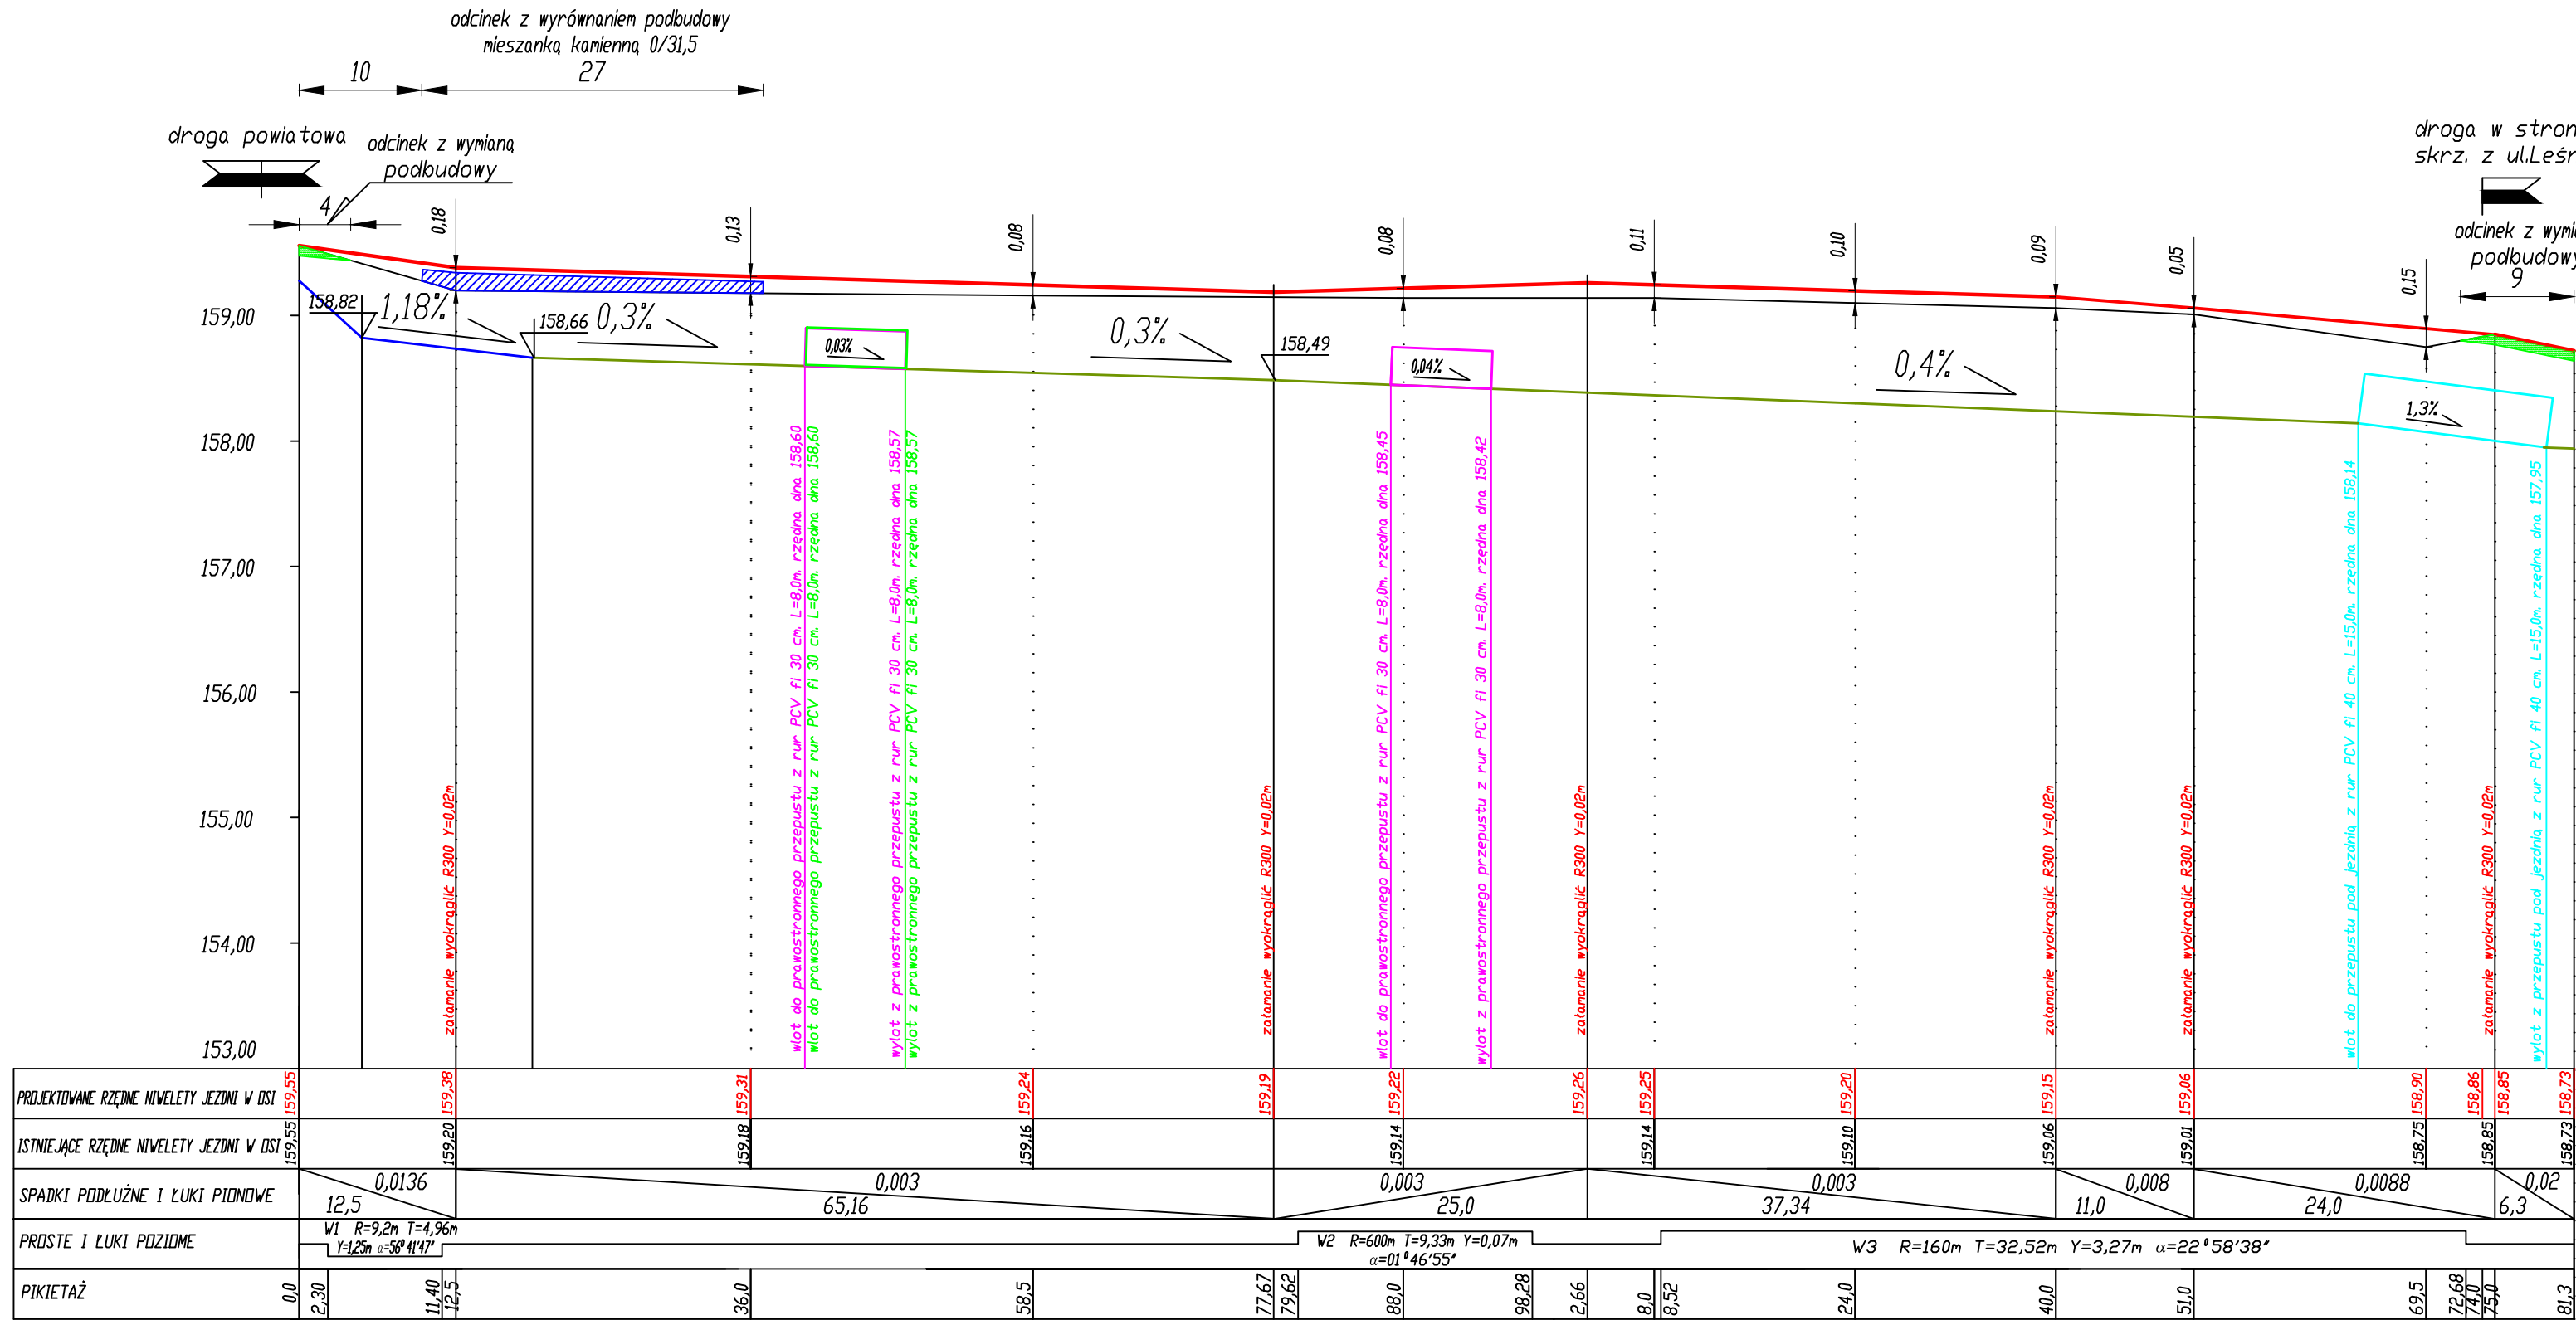 odcinek z wyrównaniem podbudowy
mieszanką kamienną 0/31,5
10
27
droga powiatowa
odcinek z wymianą
podbudowy
4
droga w stron
skrz. z ul.Leśn
odcinek z wymia
podbudowy
9
0,18
0,13
0,08
0,08
0,11
0,10
0,09
0,05
0,15
159,00
158,00
157,00
156,00
155,00
154,00
153,00
158,82
1,18%
158,66
0,3%
0,03%
0,3%
158,49
0,04%
0,4%
1,3%
załamanie wyokrąglić R300 Y=0,02m
wlot do prawostronnego przepustu z rur PCV fi 30 cm. L=8,0m. rzędna dna 158,60
wlot do prawostronnego przepustu z rur PCV fi 30 cm. L=8,0m. rzędna dna 158,60
wylot z prawostronnego przepustu z rur PCV fi 30 cm. L=8,0m. rzędna dna 158,57
wylot z prawostronnego przepustu z rur PCV fi 30 cm. L=8,0m. rzędna dna 158,57
załamanie wyokrąglić R300 Y=0,02m
wlot do prawostronnego przepustu z rur PCV fi 30 cm. L=8,0m. rzędna dna 158,45
wylot z prawostronnego przepustu z rur PCV fi 30 cm. L=8,0m. rzędna dna 158,42
załamanie wyokrąglić R300 Y=0,02m
załamanie wyokrąglić R300 Y=0,02m
załamanie wyokrąglić R300 Y=0,02m
wlot do przepustu pod jezdnią z rur PCV fi 40 cm. L=15,0m. rzędna dna 158,14
załamanie wyokrąglić R300 Y=0,02m
wylot z przepustu pod jezdnią z rur PCV fi 40 cm. L=15,0m. rzędna dna 157,95
PROJEKTOWANE RZĘDNE NIWELETY JEZDNI W OSI
159,55 159,38 159,31 159,24 159,19 159,22 159,26 159,25 159,20 159,15 159,06 158,90 158,86 158,85 158,73
ISTNIEJĄCE RZĘDNE NIWELETY JEZDNI W OSI
159,55 159,20 159,18 159,16 159,14 159,14 159,10 159,06 159,01 158,75 158,85 158,73
SPADKI PODŁUŻNE I ŁUKI PIONOWE
0,0136 0,003 0,003 0,003 0,008 0,0088 0,02
12,5 65,16 25,0 37,34 11,0 24,0 6,3
PROSTE I ŁUKI POZIOME
W1 R=9,2m T=4,96m
Y=1,25m α=56°41'47"
W2 R=600m T=9,33m Y=0,07m
α=01°46'55"
W3 R=160m T=32,52m Y=3,27m α=22°58'38"
PIKIETAŻ
0,0 2,30 11,40 12,5 36,0 58,5 77,67 79,62 88,0 98,28 2,66 8,0 8,52 24,0 40,0 51,0 69,5 72,68 74,0 75,0 81,3